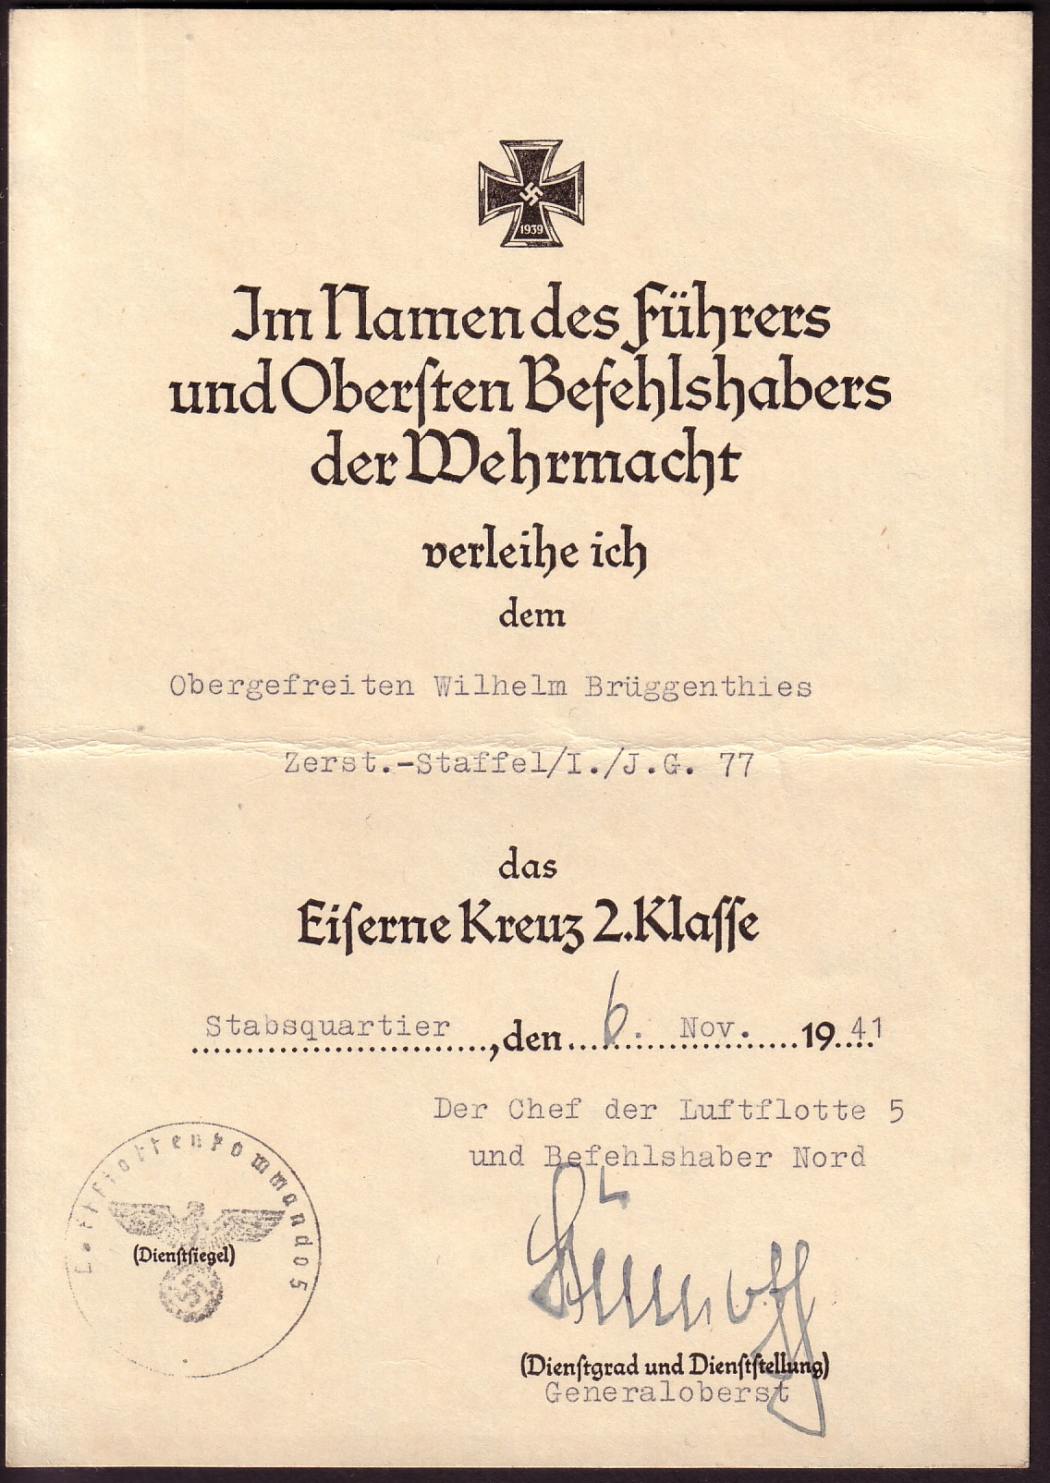 1939
Im Namen des Führers
und Obersten Befehlshabers
der Wehrmacht
verleihe ich
dem
Obergefreiten Wilhelm Brüggenthies
Zerst.-Staffel/I./J.G. 77
das
Eiserne Kreuz 2.Klasse
Stabsquartier, den 6. Nov. 1941
Der Chef der Luftflotte 5
und Befehlshaber Nord
Luftflottenkommando 5
(Dienstsiegel)
(Dienstgrad und Dienststellung)
Generaloberst